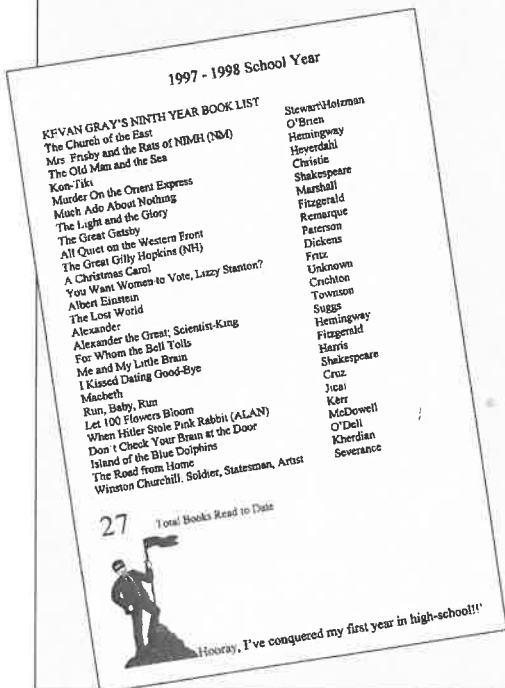 1997 - 1998 School Year
KEVAN GRAY'S NINTH YEAR BOOK LIST
The Church of the East Stewart\Holzman
Mrs Frisby and the Rats of NIMH (NM) O'Brien
The Old Man and the Sea Hemingway
Kon-Tiki Heyerdahl
Murder On the Orient Express Christie
Much Ado About Nothing Shakespeare
The Light and the Glory Marshall
The Great Gatsby Fitzgerald
All Quiet on the Western Front Remarque
The Great Gilly Hopkins (NH) Paterson
A Christmas Carol Dickens
You Want Women to Vote, Lizzy Stanton? Fritz
Albert Einstein Unknown
The Lost World Crichton
Alexander Townson
Alexander the Great; Scientist-King Suggs
For Whom the Bell Tolls Hemingway
Me and My Little Brain Fitzgerald
I Kissed Dating Good-Bye Harris
Macbeth Shakespeare
Run, Baby, Run Cruz
Let 100 Flowers Bloom Jicai
When Hitler Stole Pink Rabbit (ALAN) Kerr
Don't Check Your Brain at the Door McDowell
Island of the Blue Dolphins O'Dell
The Road from Home Kherdian
Winston Churchill. Soldier, Statesman, Artist Severance
27 Total Books Read to Date
Hooray, I've conquered my first year in high-school!!'